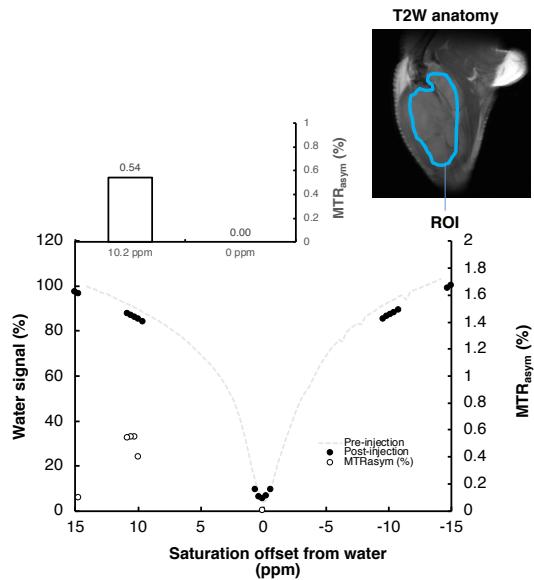 T2W anatomy
ROI
1
0.8
0.6
0.4
0.2
0
MTRasym (%)
0.54
0.00
10.2 ppm
0 ppm
120
100
80
60
40
20
0
Water signal (%)
2
1.8
1.6
1.4
1.2
1
0.8
0.6
0.4
0.2
0
MTRasym (%)
Pre-injection
Post-injection
MTRasym (%)
15 10 5 0 -5 -10 -15
Saturation offset from water
(ppm)